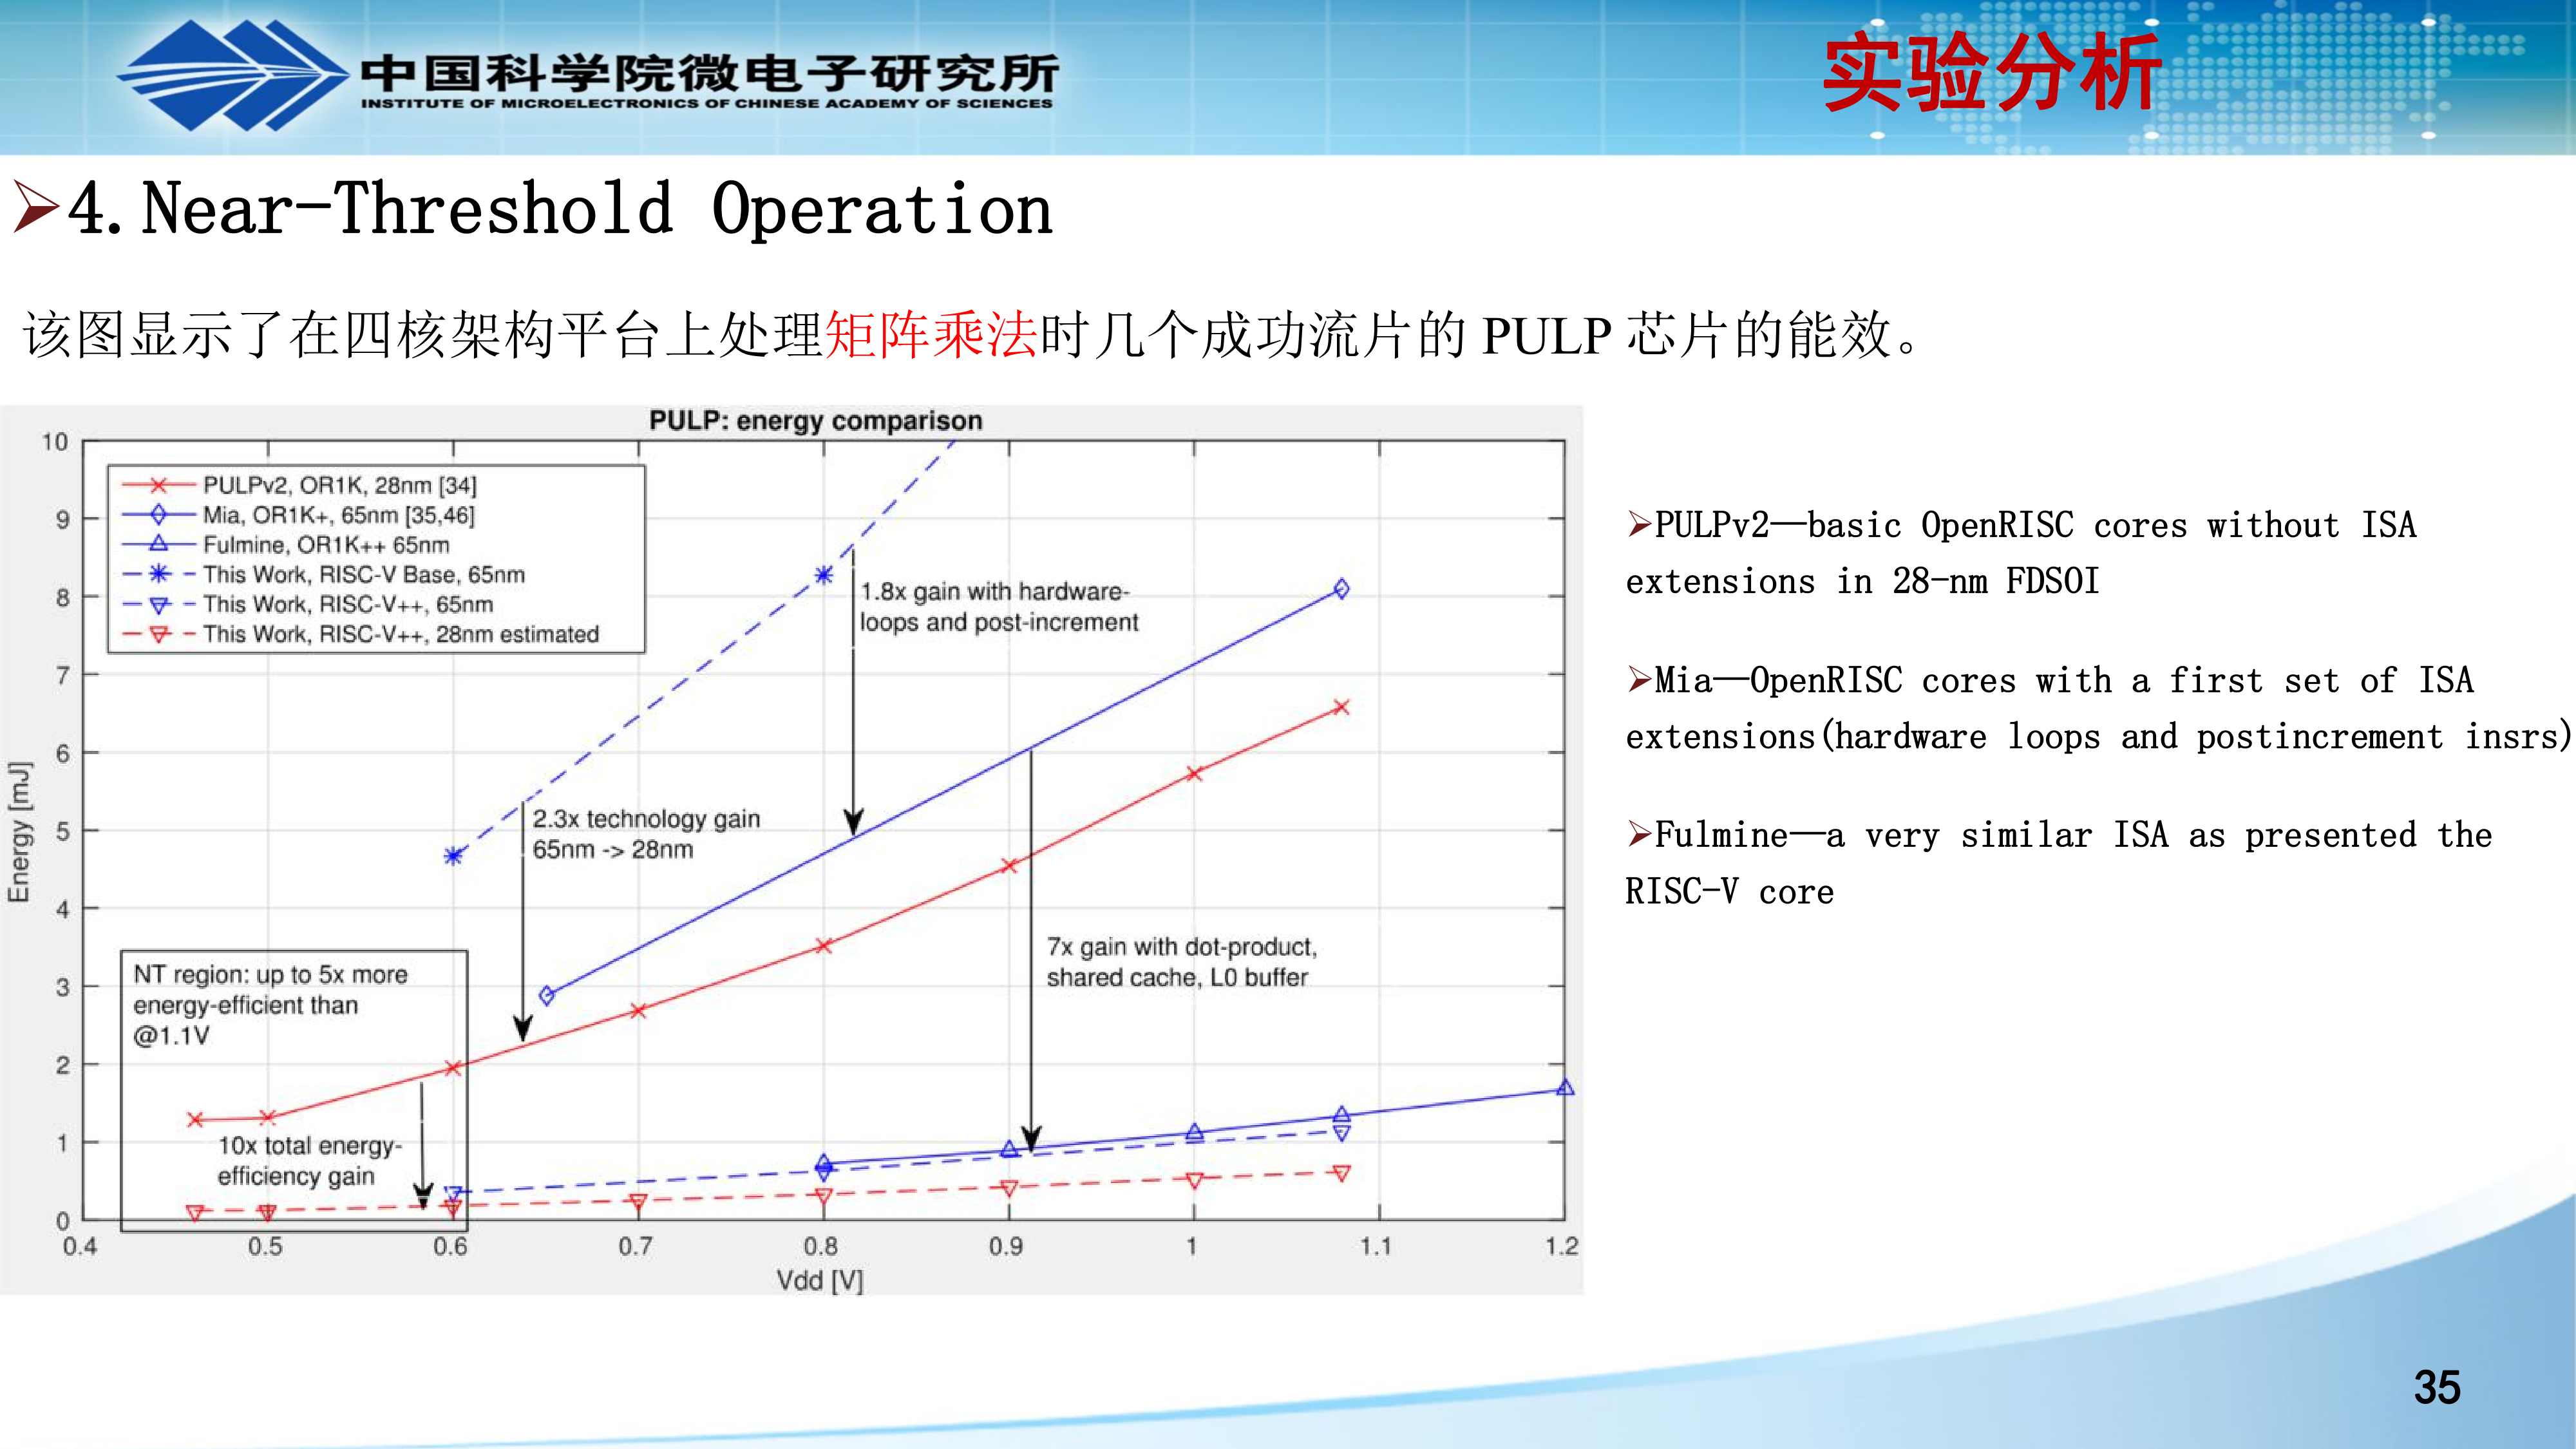 中国科学院微电子研究所
INSTITUTE OF MICROELECTRONICS OF CHINESE ACADEMY OF SCIENCES
实验分析
4.Near-Threshold Operation
该图显示了在四核架构平台上处理矩阵乘法时几个成功流片的 PULP 芯片的能效。
PULP: energy comparison
PULPv2, OR1K, 28nm [34]
Mia, OR1K+, 65nm [35,46]
Fulmine, OR1K++ 65nm
This Work, RISC-V Base, 65nm
This Work, RISC-V++, 65nm
This Work, RISC-V++, 28nm estimated
1.8x gain with hardware-
loops and post-increment
2.3x technology gain
65nm -> 28nm
7x gain with dot-product,
shared cache, L0 buffer
NT region: up to 5x more
energy-efficient than
@1.1V
10x total energy-
efficiency gain
Energy [mJ]
10
9
8
7
6
5
4
3
2
1
0
0.4 0.5 0.6 0.7 0.8 0.9 1 1.1 1.2
Vdd [V]
PULPv2—basic OpenRISC cores without ISA
extensions in 28-nm FDSOI
Mia—OpenRISC cores with a first set of ISA
extensions(hardware loops and postincrement insrs)
Fulmine—a very similar ISA as presented the
RISC-V core
35